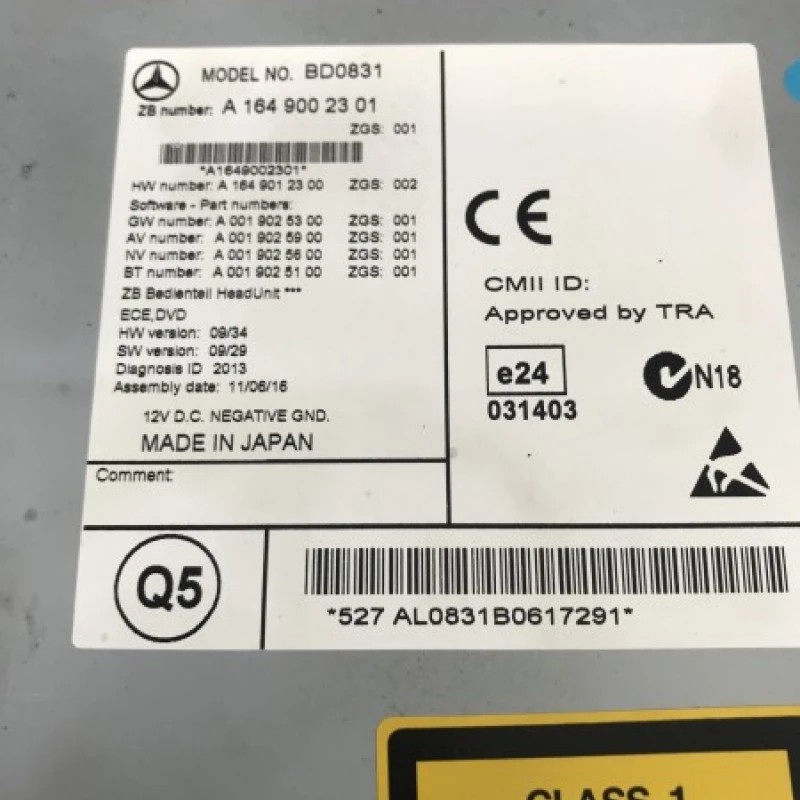 MODEL NO. BD0831
ZB number: A 164 900 23 01
ZGS: 001
*A1649002301*
HW number: A 164 901 23 00 ZGS: 002
Software - Part numbers:
GW number: A 001 902 53 00 ZGS: 001
AV number: A 001 902 59 00 ZGS: 001
NV number: A 001 902 56 00 ZGS: 001
BT number: A 001 902 51 00 ZGS: 001
ZB Bedienteil HeadUnit ***
ECE,DVD
HW version: 09/34
SW version: 09/29
Diagnosis ID 2013
Assembly date: 11/06/16
12V D.C. NEGATIVE GND.
MADE IN JAPAN
Comment:
CE
CMII ID:
Approved by TRA
e24
031403
N18
Q5
*527 AL0831B0617291*
CLASS 1